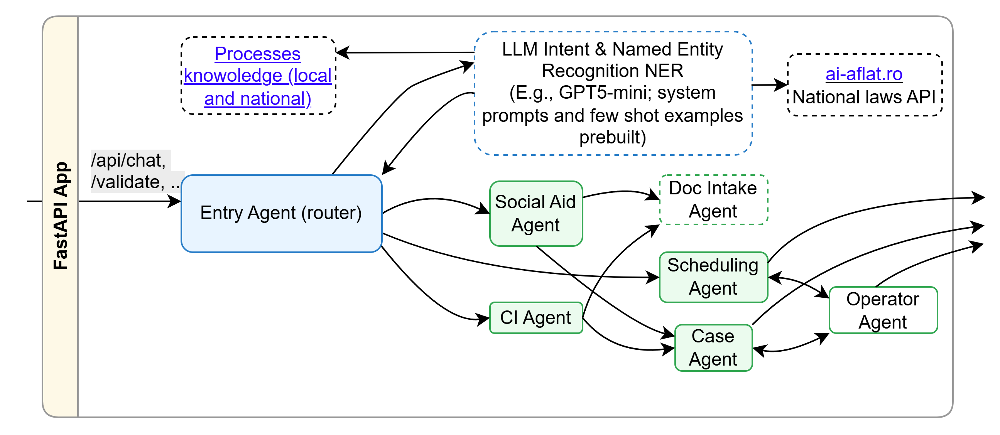 FastAPI App
/api/chat,
/validate, ..
Processes
knowoledge (local
and national)
LLM Intent & Named Entity
Recognition NER
(E.g., GPT5-mini; system
prompts and few shot examples
prebuilt)
ai-aflat.ro
National laws API
Entry Agent (router)
Social Aid
Agent
Doc Intake
Agent
Scheduling
Agent
CI Agent
Case
Agent
Operator
Agent